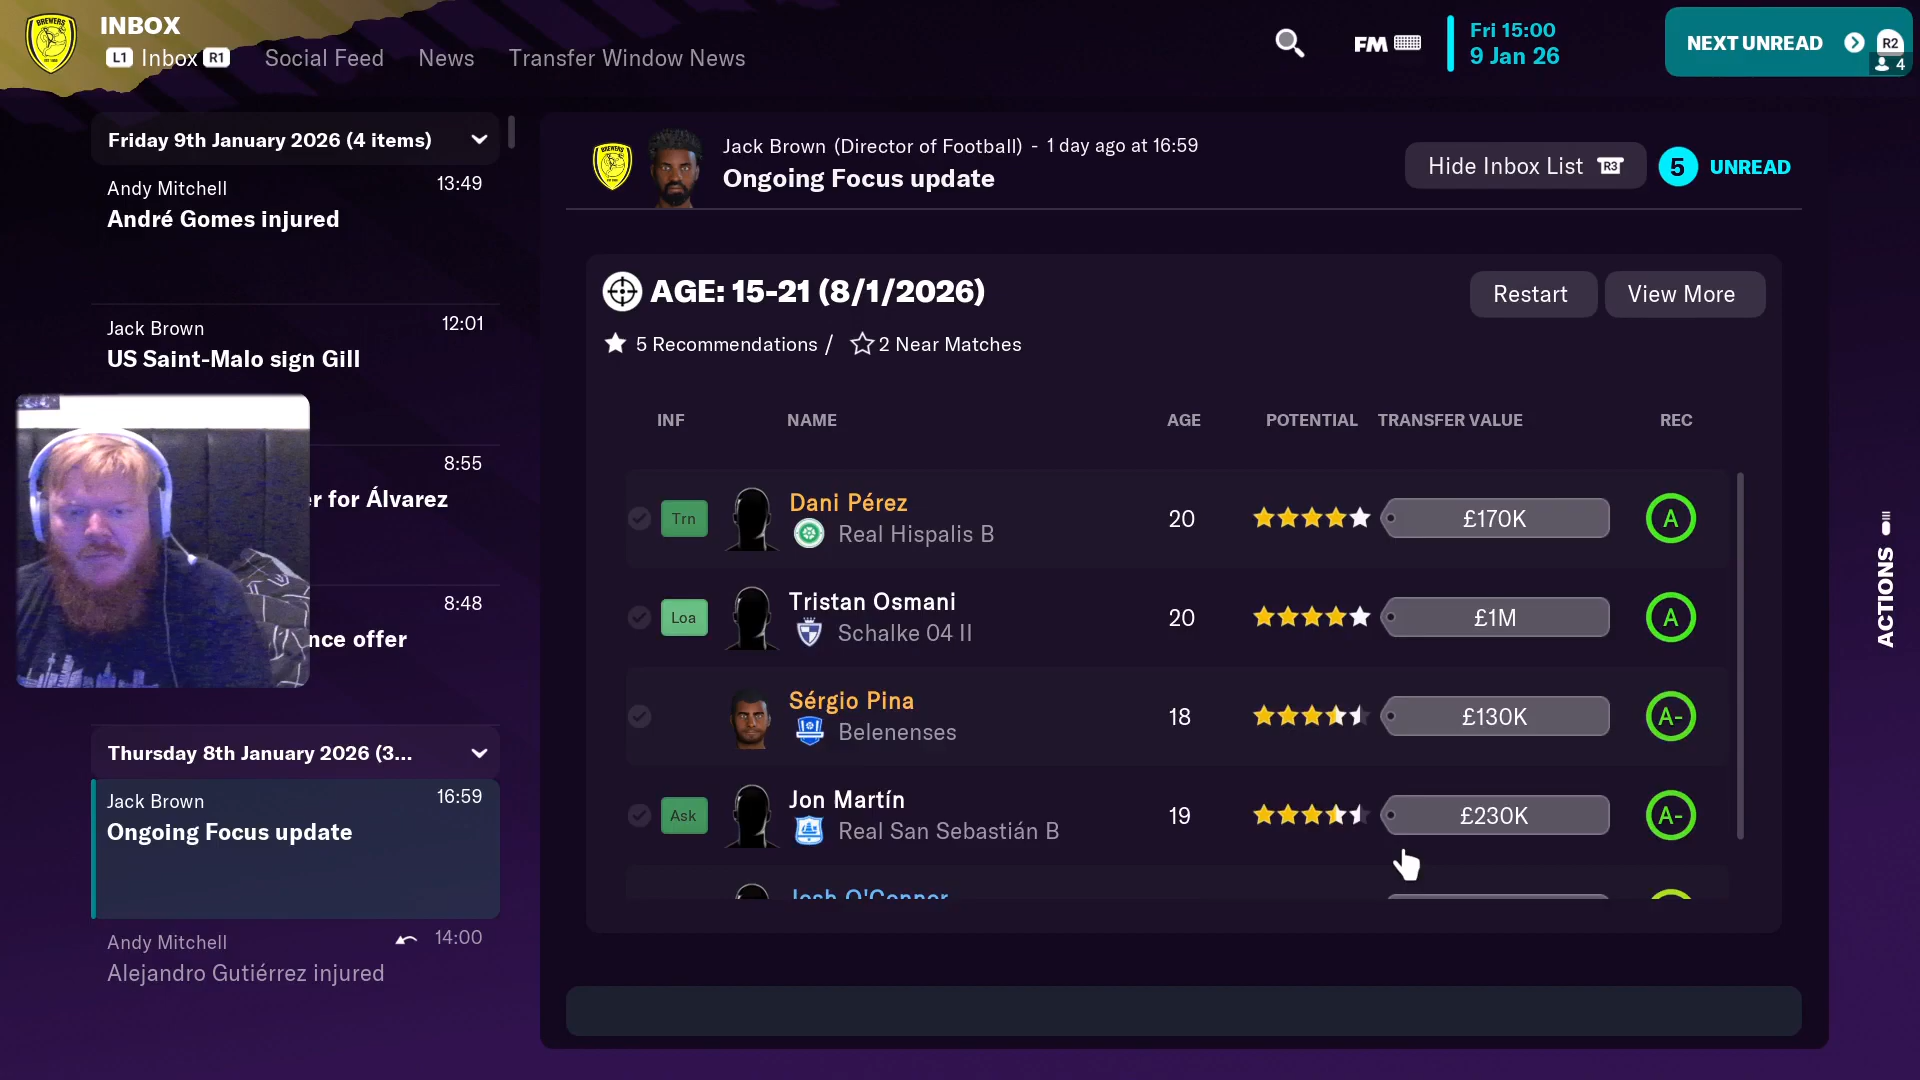 BREWERS
INBOX
L1 Inbox R1
Social Feed
News
Transfer Window News
FM
Fri 15:00
9 Jan 26
NEXT UNREAD
R2
4
Friday 9th January 2026 (4 items)
Andy Mitchell
13:49
André Gomes injured
Jack Brown
12:01
US Saint-Malo sign Gill
8:55
for Álvarez
8:48
offer
Thursday 8th January 2026 (3...
Jack Brown
16:59
Ongoing Focus update
Andy Mitchell
14:00
Alejandro Gutiérrez injured
BREWERS
Jack Brown (Director of Football) - 1 day ago at 16:59
Ongoing Focus update
Hide Inbox List R3
5 UNREAD
AGE: 15-21 (8/1/2026)
Restart
View More
5 Recommendations / 2 Near Matches
INF
NAME
AGE
POTENTIAL
TRANSFER VALUE
REC
Trn
Dani Pérez
Real Hispalis B
20
£170K
A
Loa
Tristan Osmani
Schalke 04 II
20
£1M
A
Sérgio Pina
Belenenses
18
£130K
A-
Ask
Jon Martín
Real San Sebastián B
19
£230K
A-
Josh O'Connor
ACTIONS